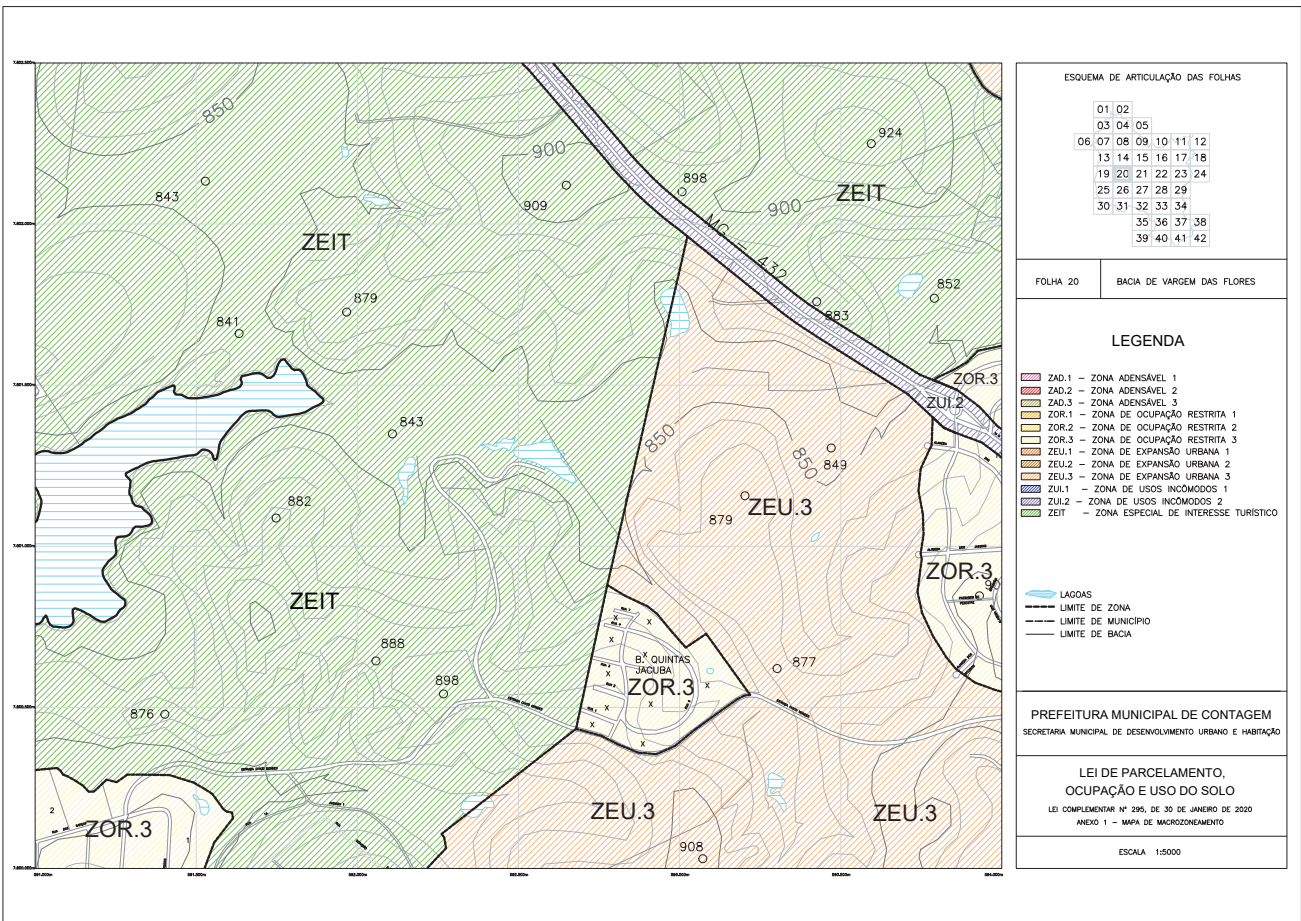 850
843
900
909
898
924
900
ZEIT
ZEIT
MG - 432
879
852
883
841
ZOR.3
ZUI.2
843
850
850
849
882
879
ZEU.3
ZOR.3
ZEIT
888
B. QUINTAS
JACUBA
ZOR.3
877
898
876
2
ZOR.3
ZEU.3
ZEU.3
908
ESQUEMA DE ARTICULAÇÃO DAS FOLHAS
01 02
03 04 05
06 07 08 09 10 11 12
13 14 15 16 17 18
19 20 21 22 23 24
25 26 27 28 29
30 31 32 33 34
35 36 37 38
39 40 41 42
FOLHA 20
BACIA DE VARGEM DAS FLORES
LEGENDA
ZAD.1 – ZONA ADENSÁVEL 1
ZAD.2 – ZONA ADENSÁVEL 2
ZAD.3 – ZONA ADENSÁVEL 3
ZOR.1 – ZONA DE OCUPAÇÃO RESTRITA 1
ZOR.2 – ZONA DE OCUPAÇÃO RESTRITA 2
ZOR.3 – ZONA DE OCUPAÇÃO RESTRITA 3
ZEU.1 – ZONA DE EXPANSÃO URBANA 1
ZEU.2 – ZONA DE EXPANSÃO URBANA 2
ZEU.3 – ZONA DE EXPANSÃO URBANA 3
ZUI.1 – ZONA DE USOS INCÔMODOS 1
ZUI.2 – ZONA DE USOS INCÔMODOS 2
ZEIT – ZONA ESPECIAL DE INTERESSE TURÍSTICO
LAGOAS
LIMITE DE ZONA
LIMITE DE MUNICÍPIO
LIMITE DE BACIA
PREFEITURA MUNICIPAL DE CONTAGEM
SECRETARIA MUNICIPAL DE DESENVOLVIMENTO URBANO E HABITAÇÃO
LEI DE PARCELAMENTO,
OCUPAÇÃO E USO DO SOLO
LEI COMPLEMENTAR Nº 295, DE 30 DE JANEIRO DE 2020
ANEXO 1 – MAPA DE MACROZONEAMENTO
ESCALA 1:5000